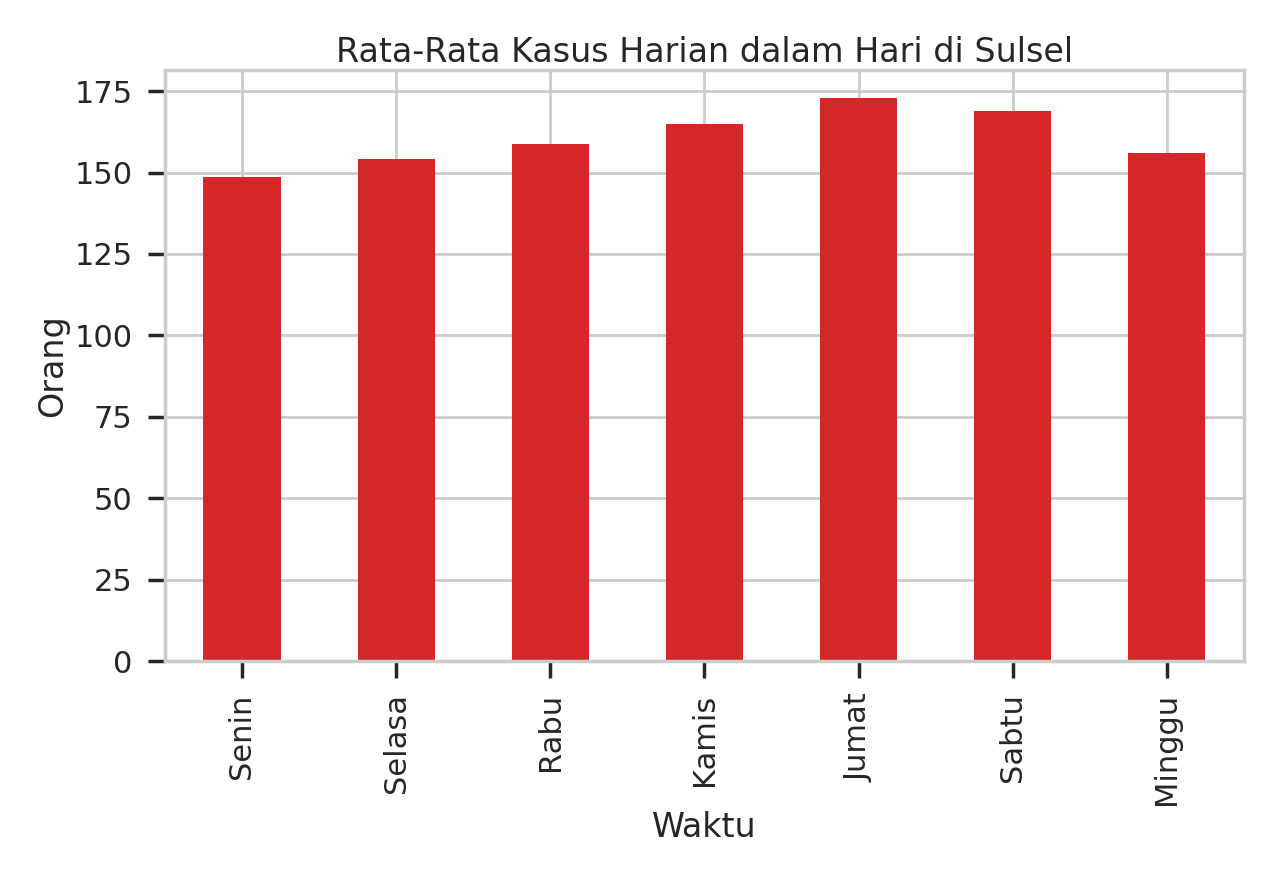 Rata-Rata Kasus Harian dalam Hari di Sulsel
Orang
175
150
125
100
75
50
25
0
Senin
Selasa
Rabu
Kamis
Jumat
Sabtu
Minggu
Waktu